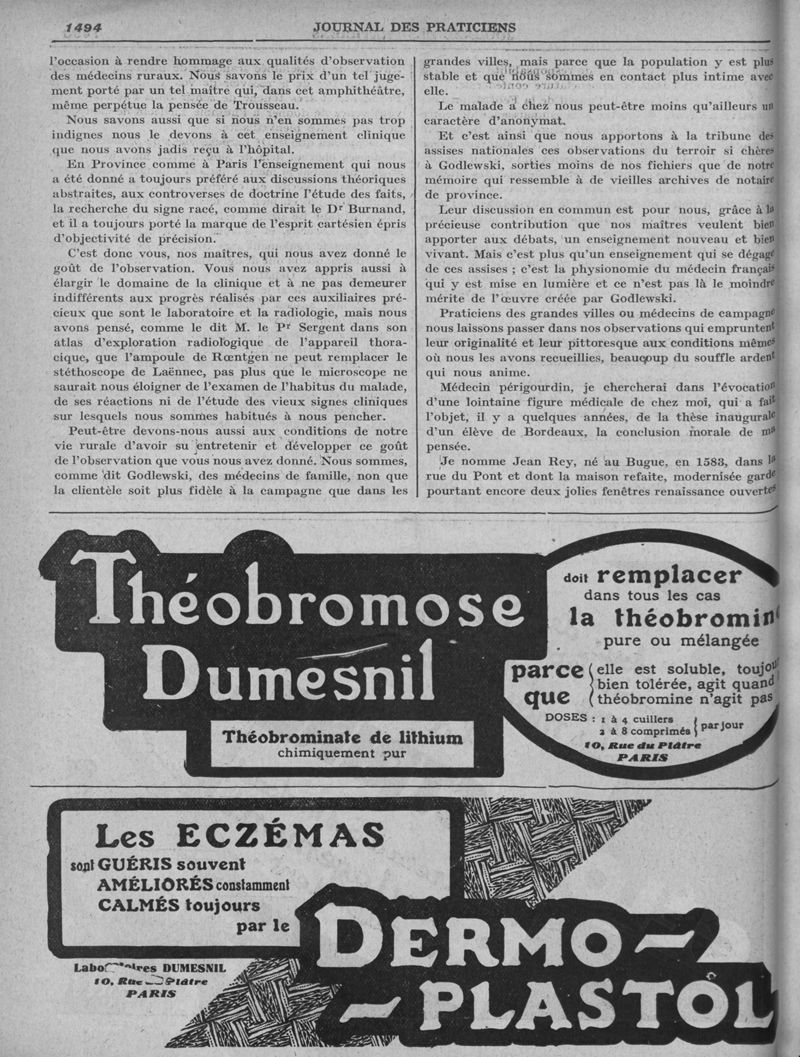 1494
JOURNAL DES PRATICIENS
l'occasion à rendre hommage aux qualités d'observation
des médecins ruraux. Nous savons le prix d'un tel juge-
ment porté par un tel maître qui, dans cet amphithéâtre,
même perpétue la pensée de Trousseau.
Nous savons aussi que si nous n'en sommes pas trop
indignes nous le devons à cet enseignement clinique
que nous avons jadis reçu à l'hôpital.
En Province comme à Paris l'enseignement qui nous
a été donné a toujours préféré aux discussions théoriques
abstraites, aux controverses de doctrine l'étude des faits,
la recherche du signe racé, comme dirait le Dr Burnand,
et il a toujours porté la marque de l'esprit cartésien épris
d'objectivité de précision.
C'est donc vous, nos maîtres, qui nous avez donné le
goût de l'observation. Vous nous avez appris aussi à
élargir le domaine de la clinique et à ne pas demeurer
indifférents aux progrès réalisés par ces auxiliaires pré-
cieux que sont le laboratoire et la radiologie, mais nous
avons pensé, comme le dit M. le Pr Sergent dans son
atlas d'exploration radiologique de l'appareil thora-
cique, que l'ampoule de Rœntgen ne peut remplacer le
stéthoscope de Laënnec, pas plus que le microscope ne
saurait nous éloigner de l'examen de l'habitus du malade,
de ses réactions ni de l'étude des vieux signes cliniques
sur lesquels nous sommes habitués à nous pencher.
Peut-être devons-nous aussi aux conditions de notre
vie rurale d'avoir su entretenir et développer ce goût
de l'observation que vous nous avez donné. Nous sommes,
comme dit Godlewski, des médecins de famille, non que
la clientèle soit plus fidèle à la campagne que dans les
grandes villes, mais parce que la population y est plus
stable et que nous sommes en contact plus intime avec
elle.
Le malade a chez nous peut-être moins qu'ailleurs un
caractère d'anonymat.
Et c'est ainsi que nous apportons à la tribune des
assises nationales ces observations du terroir si chères
à Godlewski, sorties moins de nos fichiers que de notre
mémoire qui ressemble à de vieilles archives de notaire
de province.
Leur discussion en commun est pour nous, grâce à la
précieuse contribution que nos maîtres veulent bien
apporter aux débats, un enseignement nouveau et bien
vivant. Mais c'est plus qu'un enseignement qui se dégage
de ces assises ; c'est la physionomie du médecin français
qui y est mise en lumière et ce n'est pas là le moindre
mérite de l'œuvre créée par Godlewski.
Praticiens des grandes villes ou médecins de campagne
nous laissons passer dans nos observations qui empruntent
leur originalité et leur pittoresque aux conditions mêmes
où nous les avons recueillies, beaucoup du souffle ardent
qui nous anime.
Médecin périgourdin, je chercherai dans l'évocation
d'une lointaine figure médicale de chez moi, qui a fait
l'objet, il y a quelques années, de la thèse inaugurale
d'un élève de Bordeaux, la conclusion morale de ma
pensée.
Je nomme Jean Rey, né au Bugue, en 1583, dans la
rue du Pont et dont la maison refaite, modernisée garde
pourtant encore deux jolies fenêtres renaissance ouvertes
Théobromose
Dumesnil
Théobrominate de lithium
chimiquement pur
doit remplacer
dans tous les cas
la théobromin
pure ou mélangée
parce que
elle est soluble, toujou
bien tolérée, agit quand
théobromine n'agit pas
DOSES : 1 à 4 cuillers
2 à 8 comprimés
par jour
10, Rue du Plâtre
PARIS
Les ECZÉMAS
sont GUÉRIS souvent
AMÉLIORÉS constamment
CALMÉS toujours
par le
DERMO-
-PLASTOL
DUMESNIL
10, Rue Plâtre
PARIS